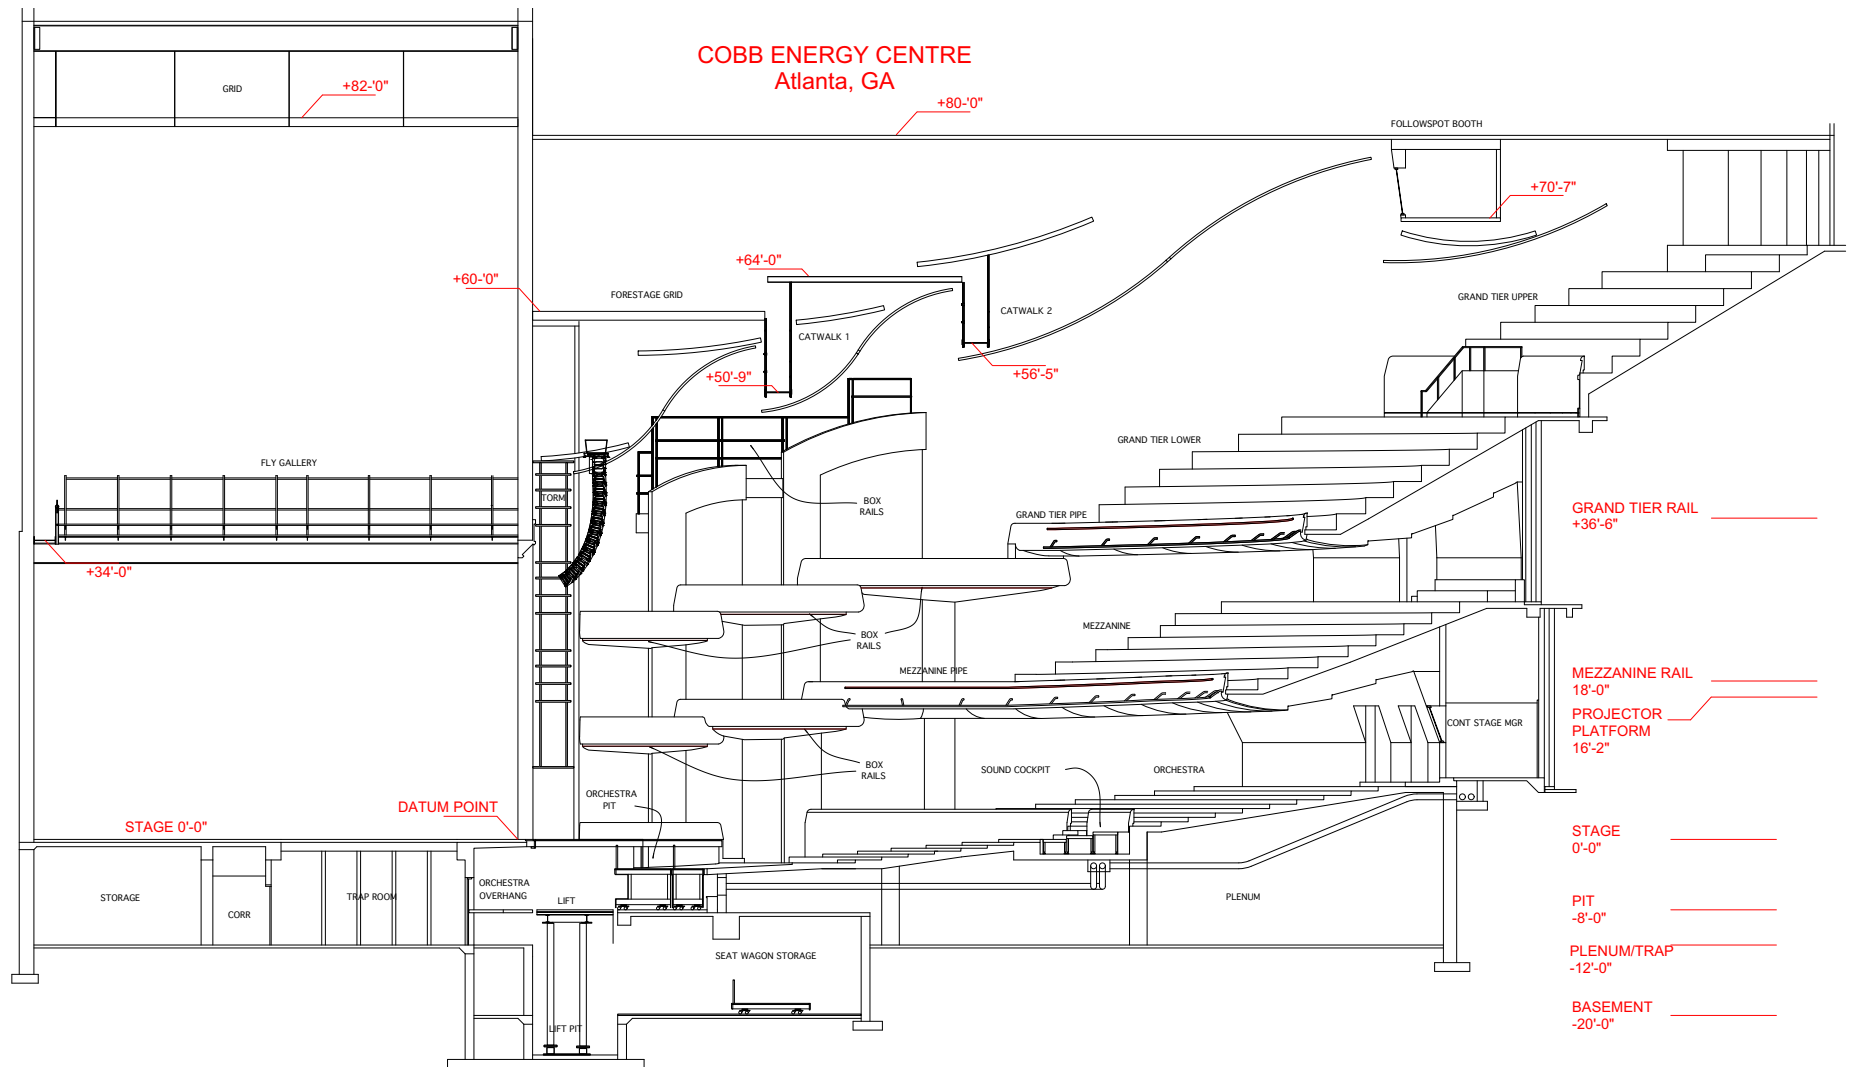 COBB ENERGY CENTRE
Atlanta, GA
GRID
+82-'0"
+80-'0"
FOLLOWSPOT BOOTH
+70'-7"
+64'-0"
+60-'0"
FORESTAGE GRID
GRAND TIER UPPER
CATWALK 2
CATWALK 1
+50'-9"
+56'-5"
GRAND TIER LOWER
FLY GALLERY
TORM
BOX
RAILS
GRAND TIER PIPE
GRAND TIER RAIL
+36'-6"
+34'-0"
BOX
RAILS
MEZZANINE
MEZZANINE PIPE
MEZZANINE RAIL
18'-0"
PROJECTOR
PLATFORM
16'-2"
CONT STAGE MGR
BOX
RAILS
SOUND COCKPIT
ORCHESTRA
ORCHESTRA
PIT
DATUM POINT
STAGE 0'-0"
STAGE
0'-0"
STORAGE
CORR
TRAP ROOM
ORCHESTRA
OVERHANG
LIFT
PLENUM
PIT
-8'-0"
SEAT WAGON STORAGE
PLENUM/TRAP
-12'-0"
LIFT PIT
BASEMENT
-20'-0"